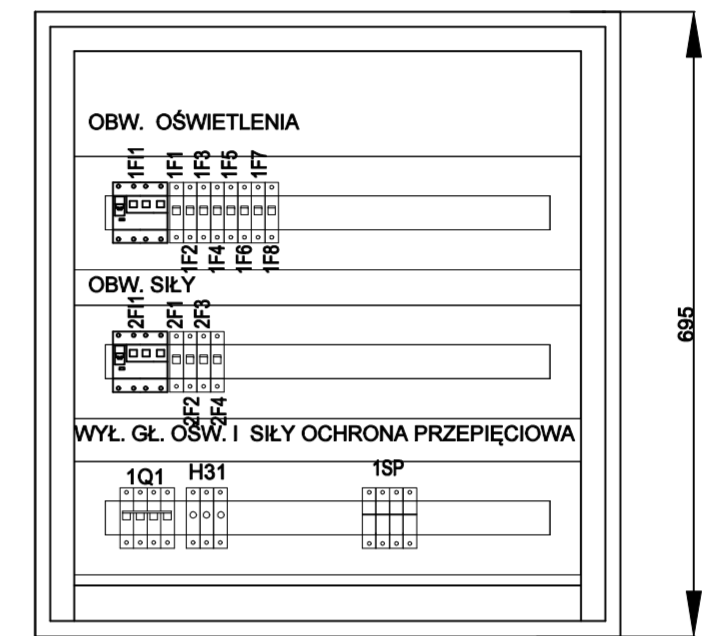 OBW. OŚWIETLENIA
1FI1 1F1 1F3 1F5 1F7
1F2 1F4 1F6 1F8
OBW. SIŁY
2FI1 2F1 2F3
2F2 2F4
WYŁ. GŁ. OŚW. I SIŁY OCHRONA PRZEPIĘCIOWA
1Q1 H31 1SP
695